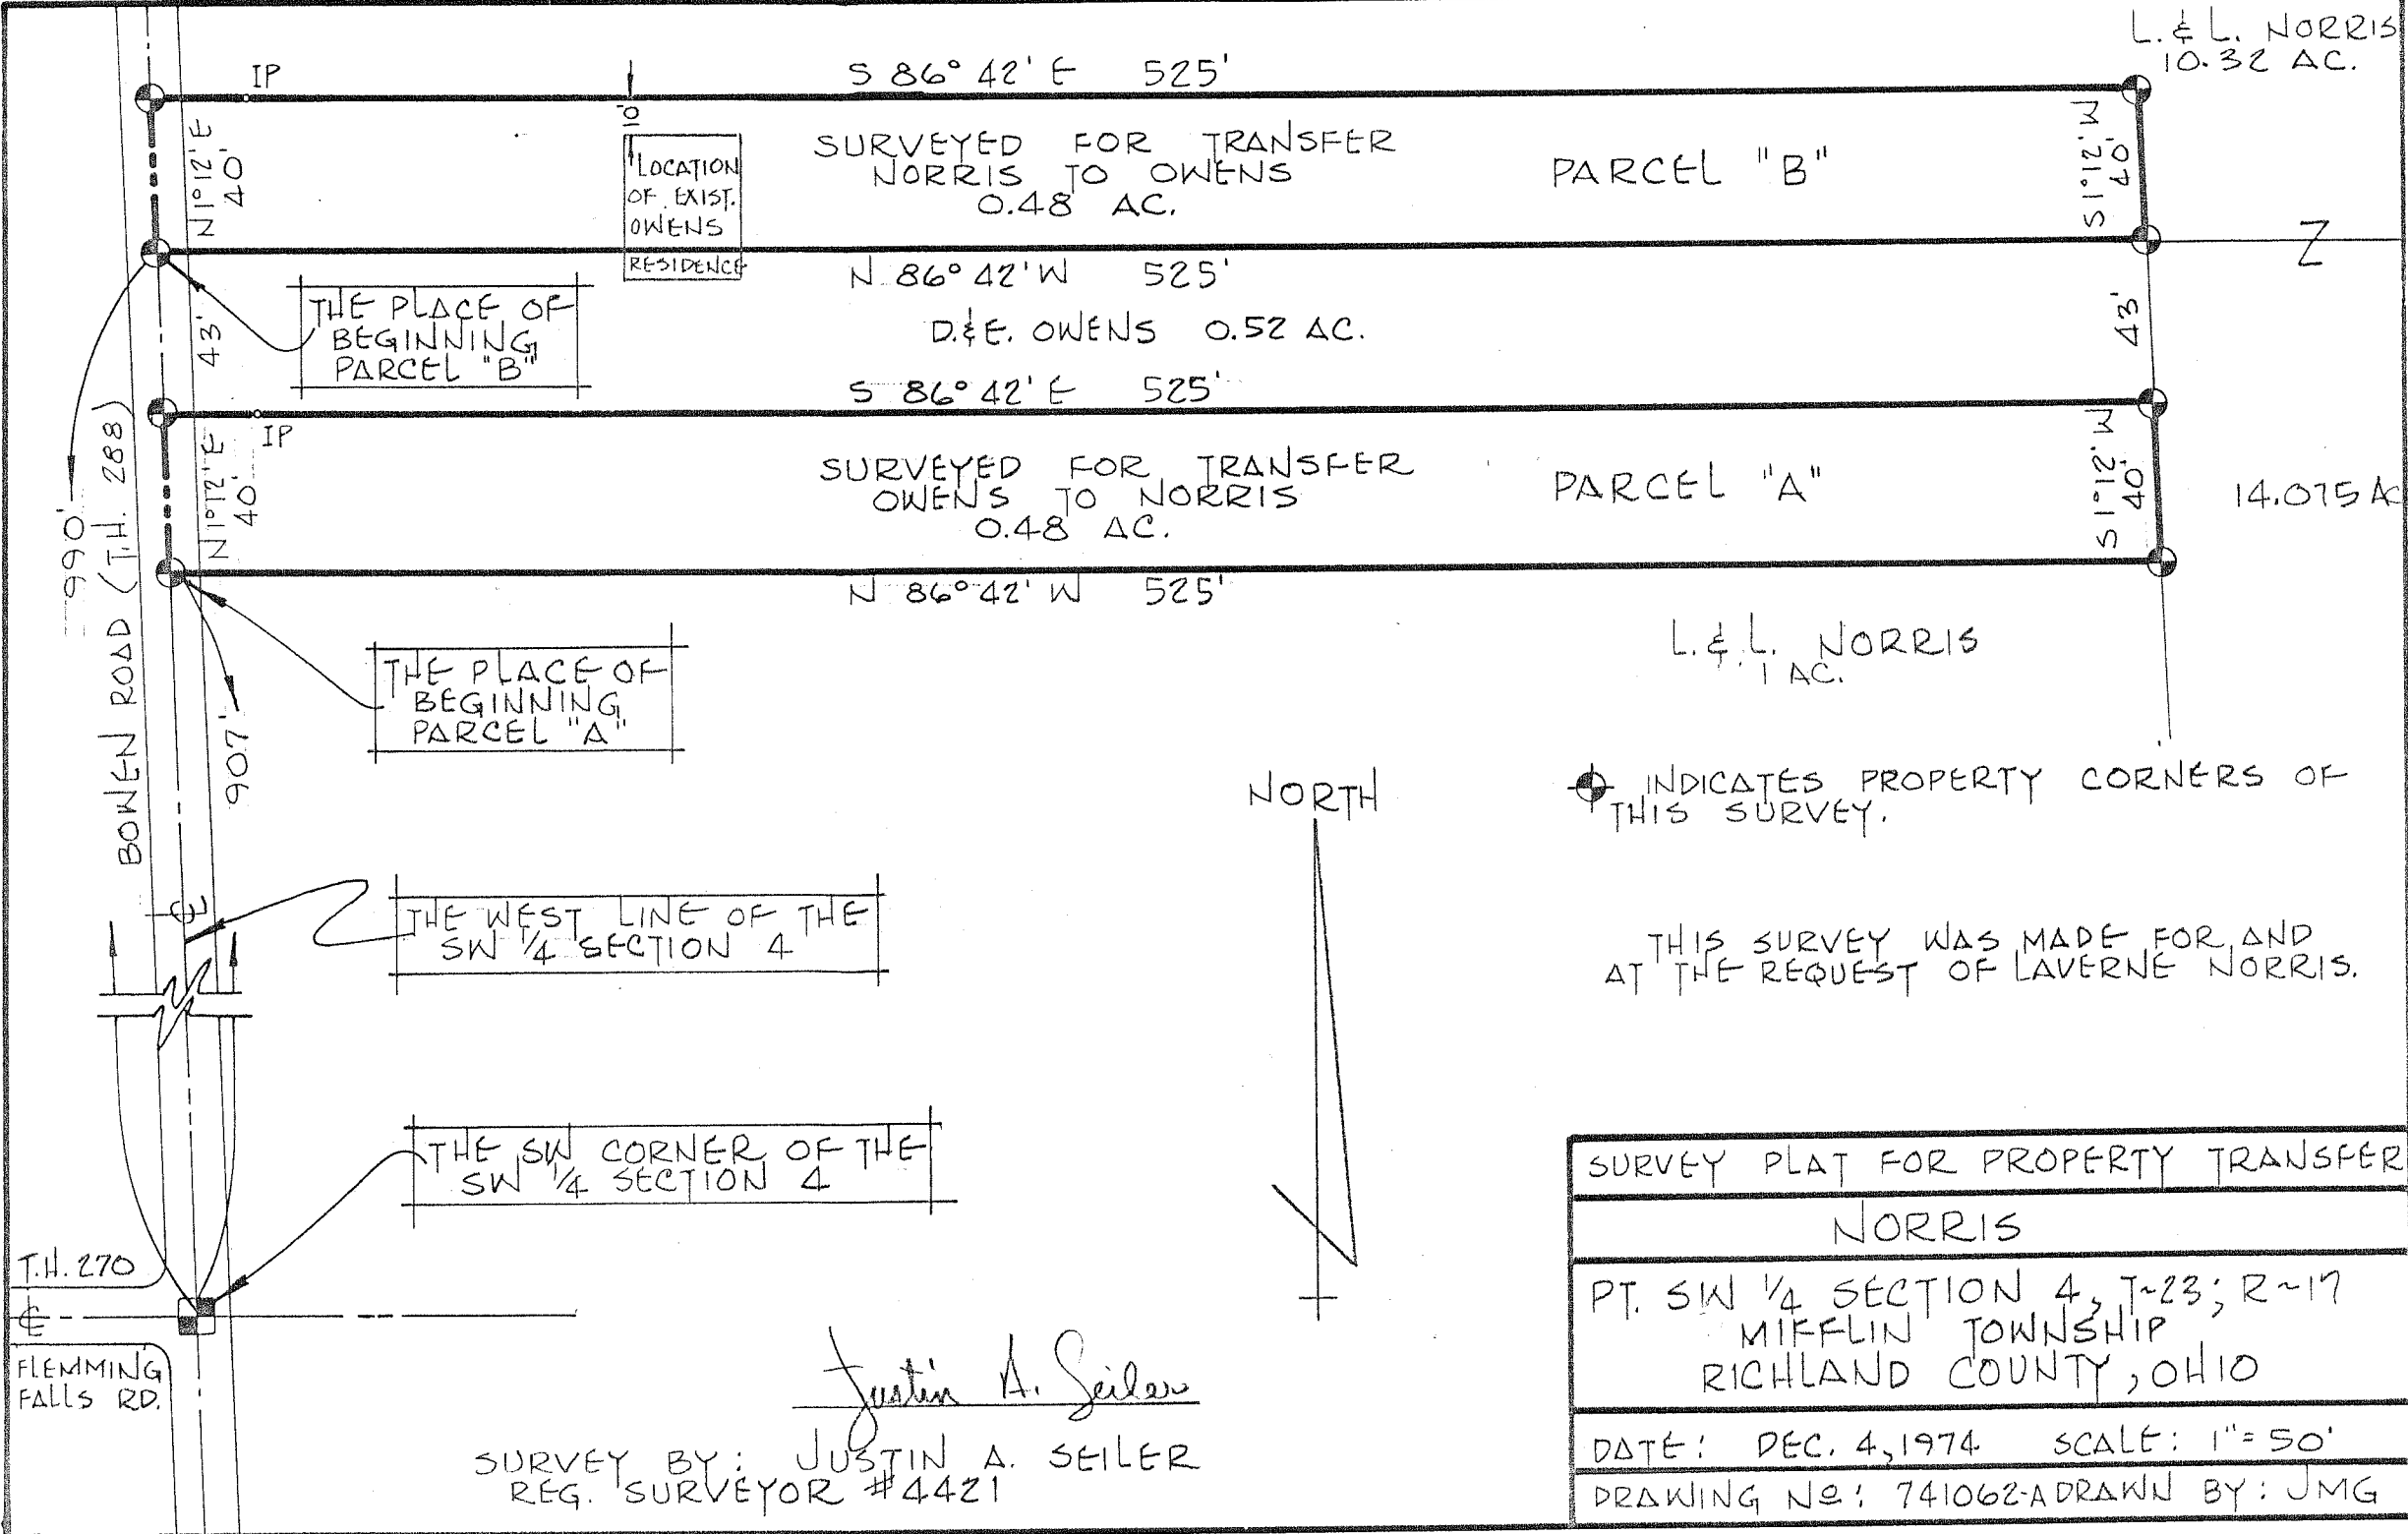 L. & L. NORRIS
10.32 AC.
IP
S 86° 42' E 525'
10'
N 1° 12' E
40'
LOCATION
OF EXIST.
OWENS
RESIDENCE
SURVEYED FOR TRANSFER
NORRIS TO OWENS
0.48 AC.
PARCEL "B"
S 1° 12' W
40'
Z
N 86° 42' W 525'
THE PLACE OF
BEGINNING
PARCEL "B"
43'
D. & E. OWENS 0.52 AC.
43'
S 86° 42' E 525'
IP
N 1° 12' E
40'
SURVEYED FOR TRANSFER
OWENS TO NORRIS
0.48 AC.
PARCEL "A"
S 1° 12' W
40'
14.075 AC
990'
BOWEN ROAD (T.H. 288)
N 86° 42' W 525'
L. & L. NORRIS
1 AC.
THE PLACE OF
BEGINNING
PARCEL "A"
907'
NORTH
INDICATES PROPERTY CORNERS OF
THIS SURVEY.
℄
THE WEST LINE OF THE
SW 1/4 SECTION 4
THIS SURVEY WAS MADE FOR AND
AT THE REQUEST OF LAVERNE NORRIS.
THE SW CORNER OF THE
SW 1/4 SECTION 4
T.H. 270
℄
FLEMMING
FALLS RD.
Justin A. Seiler
SURVEY BY: JUSTIN A. SEILER
REG. SURVEYOR #4421
SURVEY PLAT FOR PROPERTY TRANSFER
NORRIS
PT. SW 1/4 SECTION 4, T~23; R~17
MIFFLIN TOWNSHIP
RICHLAND COUNTY, OHIO
DATE: DEC. 4, 1974 SCALE: 1" = 50'
DRAWING No: 741062-A DRAWN BY: JMG